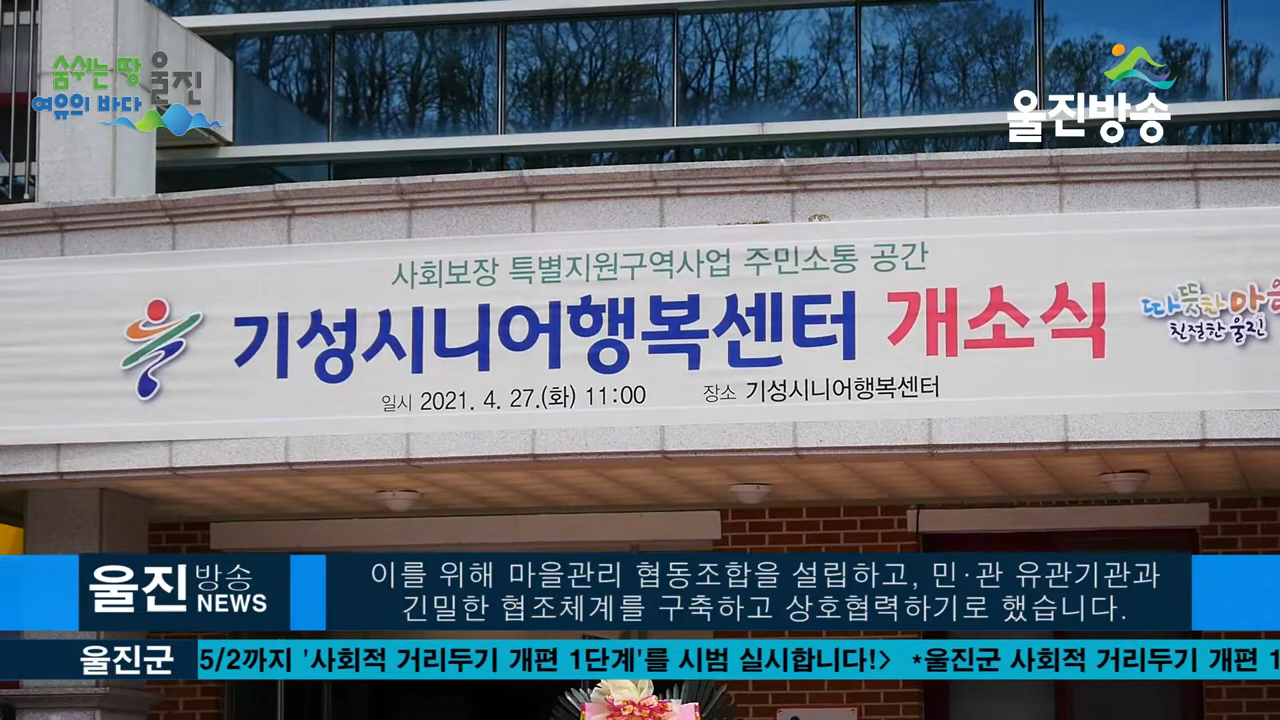 숨쉬는 땅 울진
여유의 바다
울진방송
사회보장 특별지원구역사업 주민소통 공간
기성시니어행복센터 개소식
따뜻한 마음
친절한 울진
일시 2021. 4. 27.(화) 11:00 장소 기성시니어행복센터
울진 방송 NEWS
이를 위해 마을관리 협동조합을 설립하고, 민·관 유관기관과
긴밀한 협조체계를 구축하고 상호협력하기로 했습니다.
울진군 5/2까지 '사회적 거리두기 개편 1단계'를 시범 실시합니다!> *울진군 사회적 거리두기 개편 1